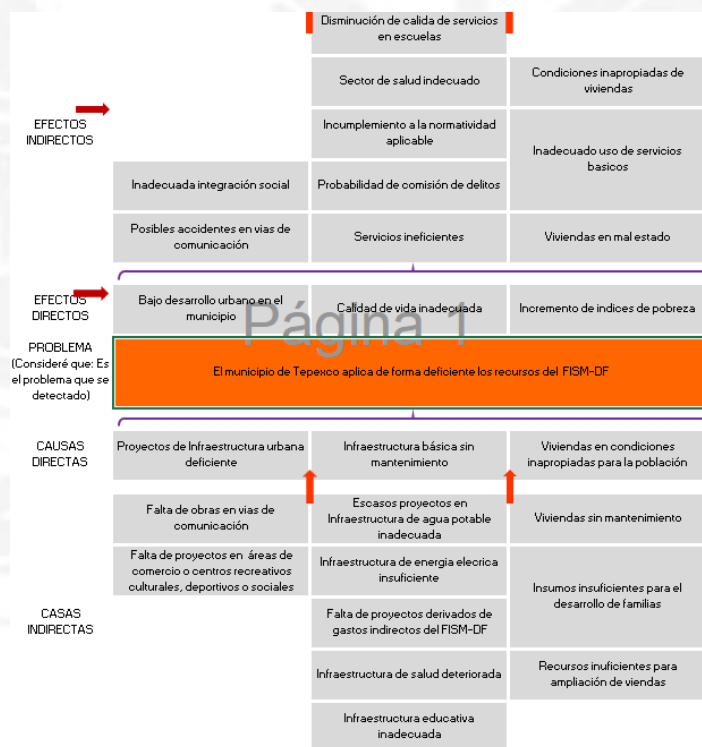 Disminución de calida de servicios
en escuelas
Sector de salud indecuado
Condiciones inapropiadas de
viviendas
EFECTOS
INDIRECTOS
Incumplemiento a la normatividad
aplicable
Inadecuado uso de servicios
basicos
Inadecuada integración social
Probabilidad de comisión de delitos
Posibles accidentes en vias de
comunicación
Servicios ineficientes
Viviendas en mal estado
EFECTOS
DIRECTOS
Bajo desarrollo urbano en el
municipio
Calidad de vida inadecuada
Incremento de indices de pobreza
Página 1
PROBLEMA
(Consideré que: Es
el problema que se
detectado)
El municipio de Tepexco aplica de forma deficiente los recursos del FISM-DF
CAUSAS
DIRECTAS
Proyectos de Infraestructura urbana
deficiente
Infraestructura básica sin
mantenimiento
Viviendas en condiciones
inapropiadas para la población
Falta de obras en vias de
comunicación
Escasos proyectos en
Infraestructura de agua potable
inadecuada
Viviendas sin mantenimiento
Falta de proyectos en áreas de
comercio o centros recreativos
culturales, deportivos o sociales
Infraestructura de energia elecrica
insuficiente
Insumos insuficientes para el
desarrollo de familias
CASAS
INDIRECTAS
Falta de proyectos derivados de
gastos indirectos del FISM-DF
Infraestructura de salud deteriorada
Recursos inuficientes para
ampliación de viendas
Infraestructura educativa
inadecuada